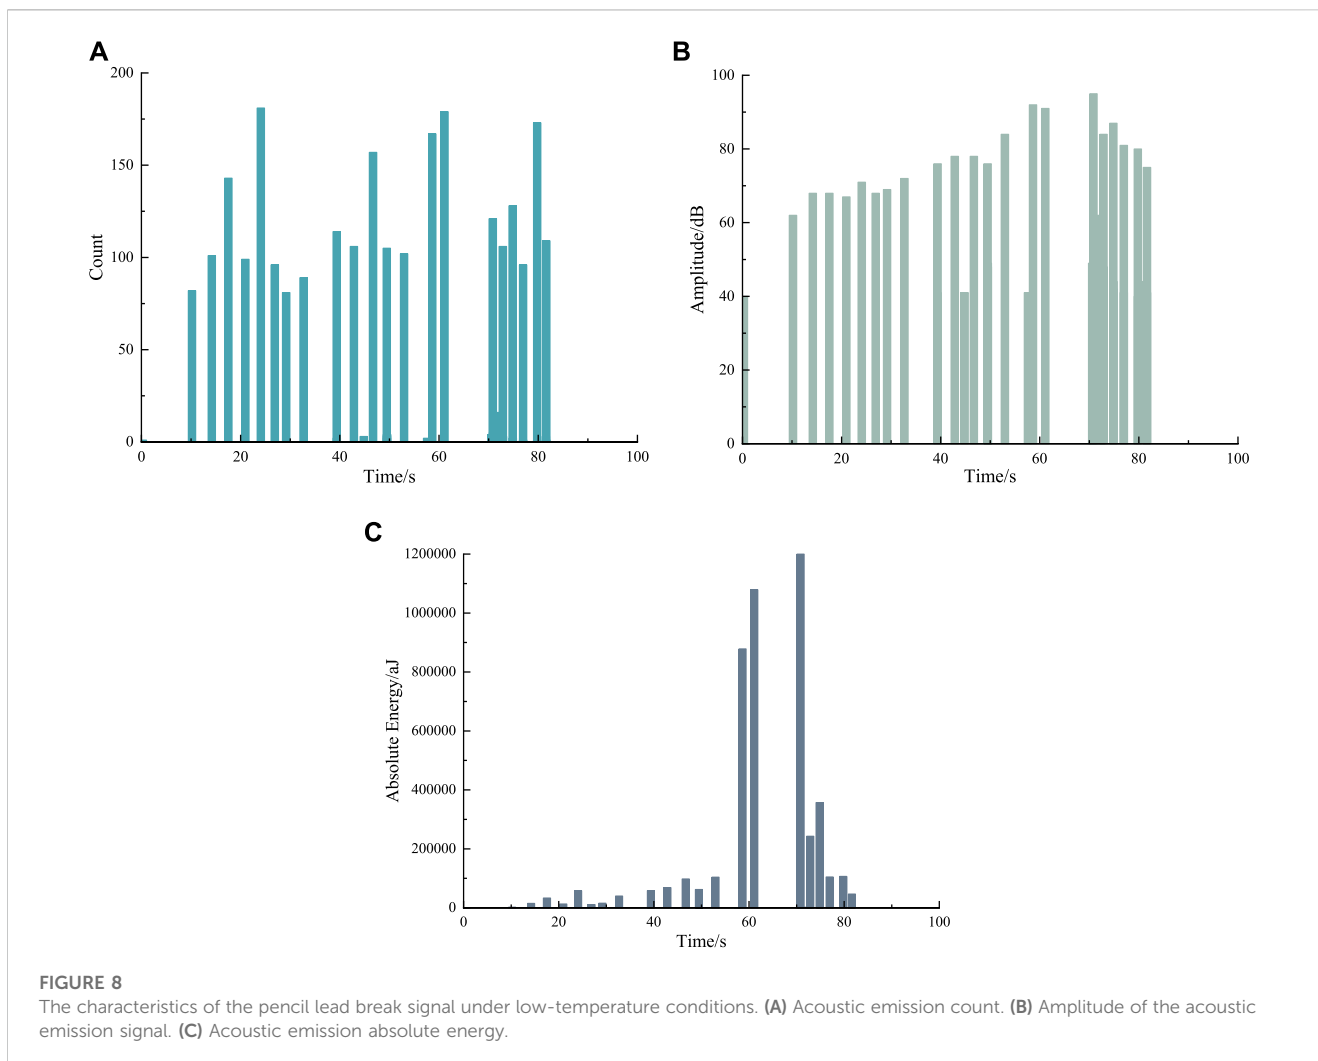 A
200
150
100
50
0
Count
0 20 40 60 80 100
Time/s
B
100
80
60
40
20
0
Amplitude/dB
0 20 40 60 80 100
Time/s
C
1200000
1000000
800000
600000
400000
200000
0
Absolute Energy/aJ
0 20 40 60 80 100
Time/s
FIGURE 8
The characteristics of the pencil lead break signal under low-temperature conditions. (A) Acoustic emission count. (B) Amplitude of the acoustic
emission signal. (C) Acoustic emission absolute energy.